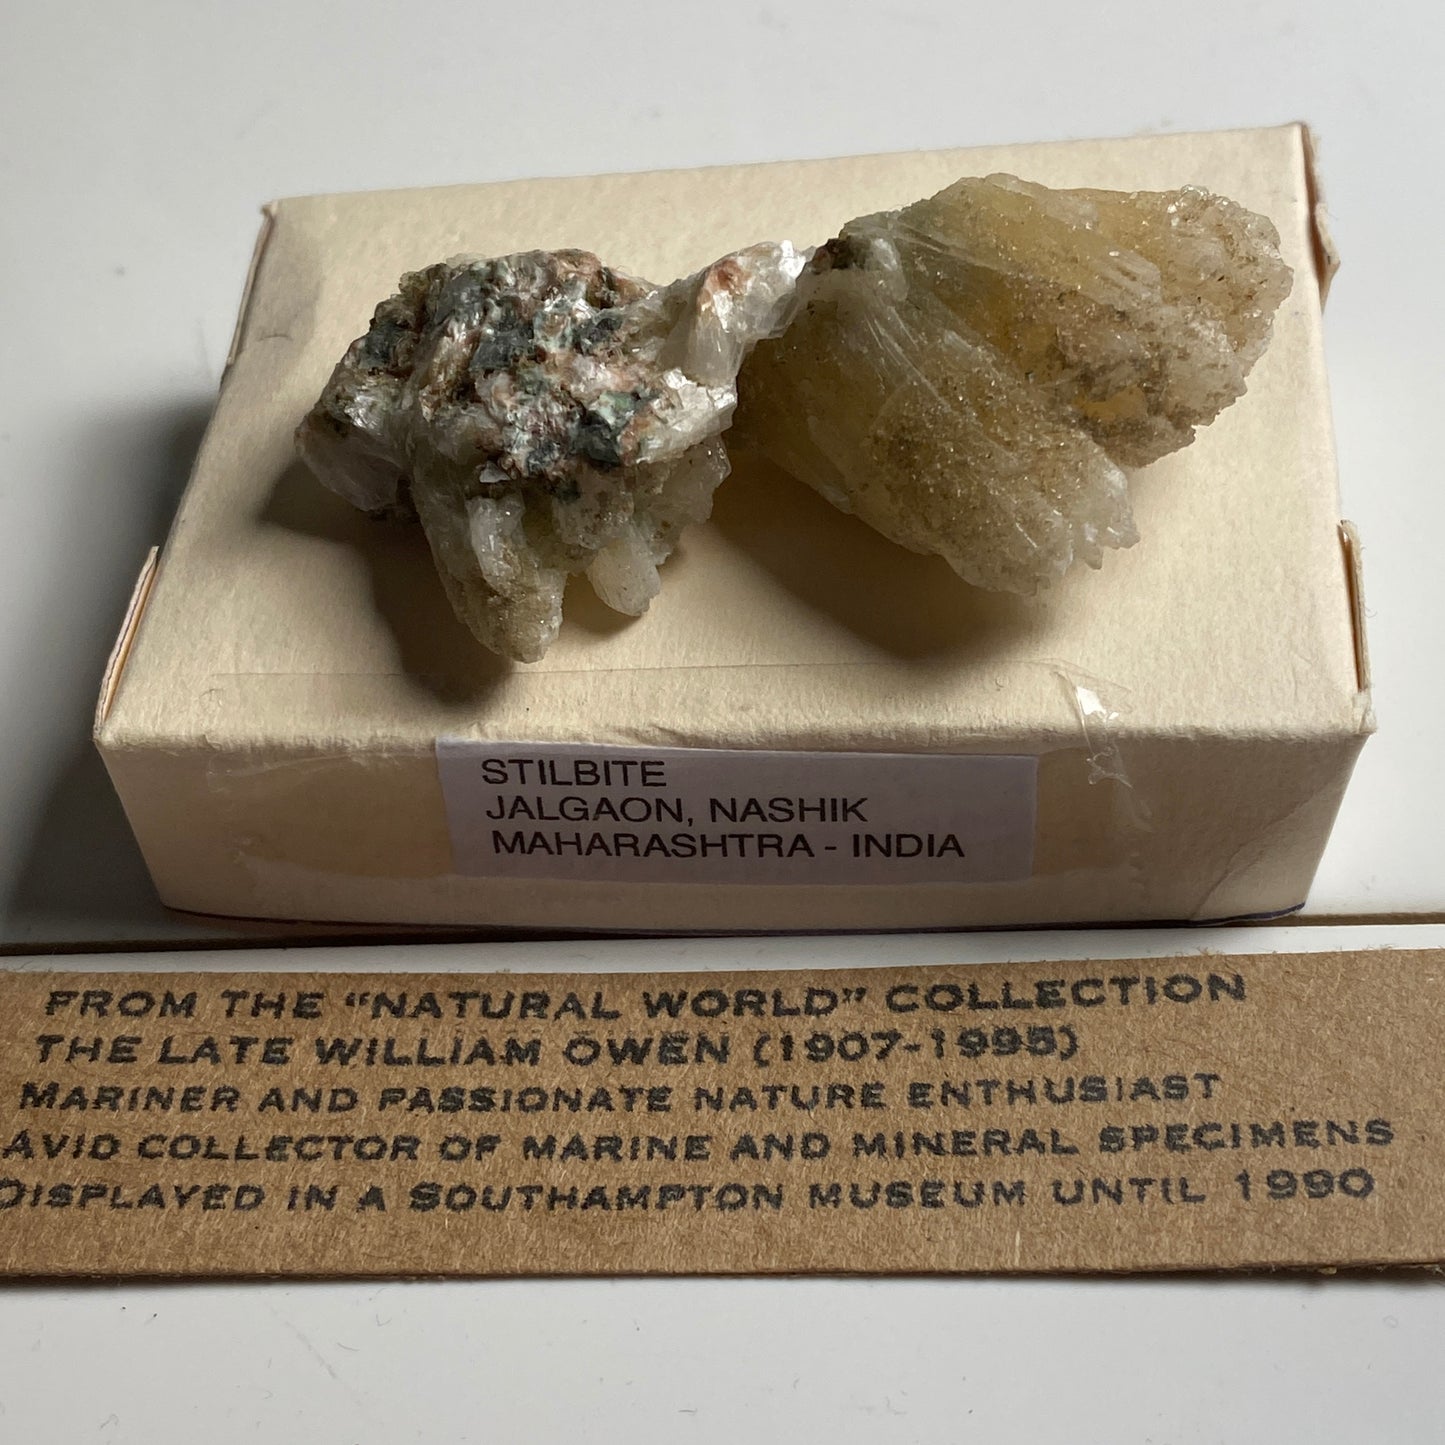 STILBITE
JALGAON, NASHIK
MAHARASHTRA - INDIA
FROM THE “NATURAL WORLD” COLLECTION
THE LATE WILLIAM OWEN (1907-1995)
MARINER AND PASSIONATE NATURE ENTHUSIAST
AVID COLLECTOR OF MARINE AND MINERAL SPECIMENS
DISPLAYED IN A SOUTHAMPTON MUSEUM UNTIL 1990